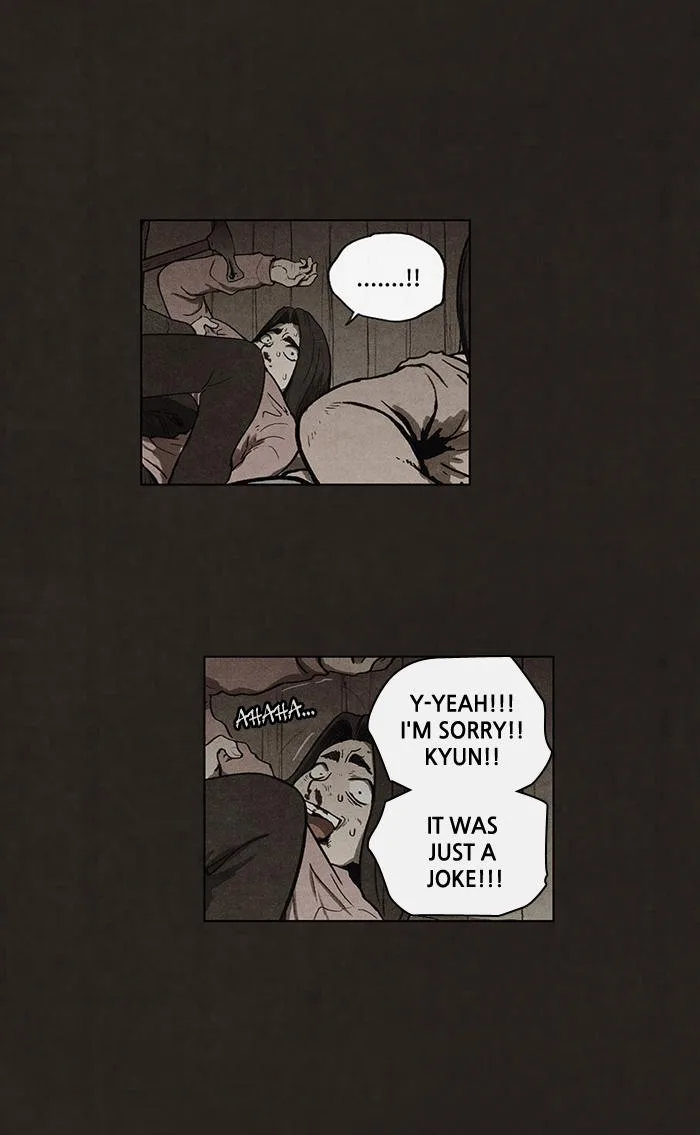 .......!!
AHAHA...
Y-YEAH!!!
I'M SORRY!!
KYUN!!
IT WAS
JUST A
JOKE!!!